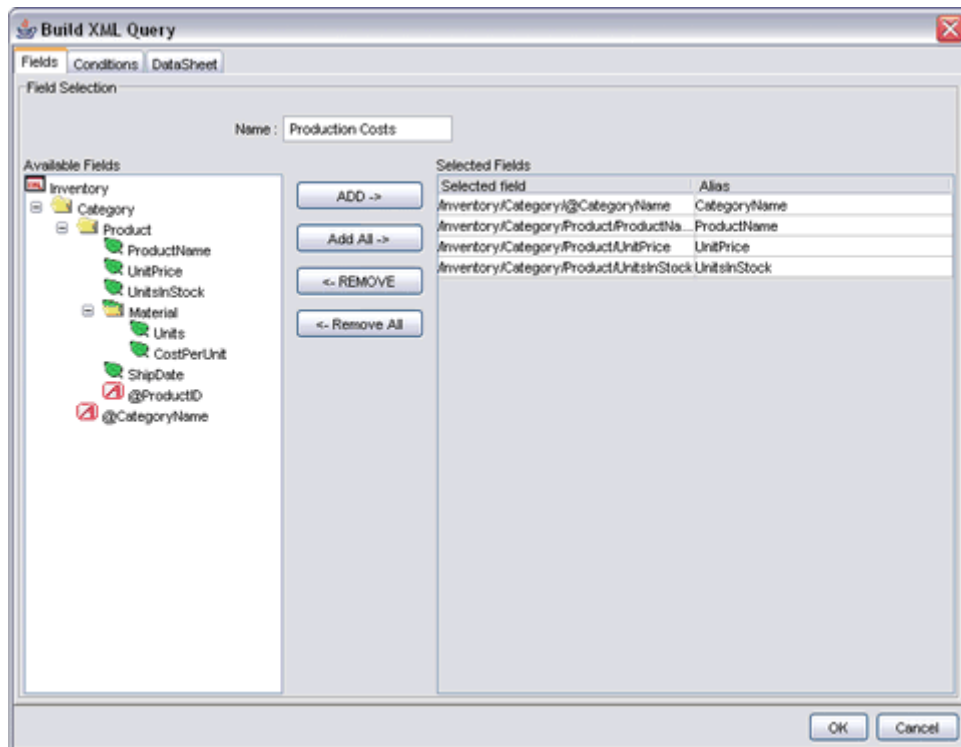 Build XML Query
Fields Conditions DataSheet
Field Selection
Name : Production Costs
Available Fields
Inventory
Category
Product
ProductName
UnitPrice
UnitsInStock
Material
Units
CostPerUnit
ShipDate
@ProductID
@CategoryName
ADD ->
Add All ->
<- REMOVE
<- Remove All
Selected Fields
Selected field Alias
/Inventory/Category/@CategoryName CategoryName
/Inventory/Category/Product/ProductNa... ProductName
/Inventory/Category/Product/UnitPrice UnitPrice
/Inventory/Category/Product/UnitsInStock UnitsInStock
OK Cancel